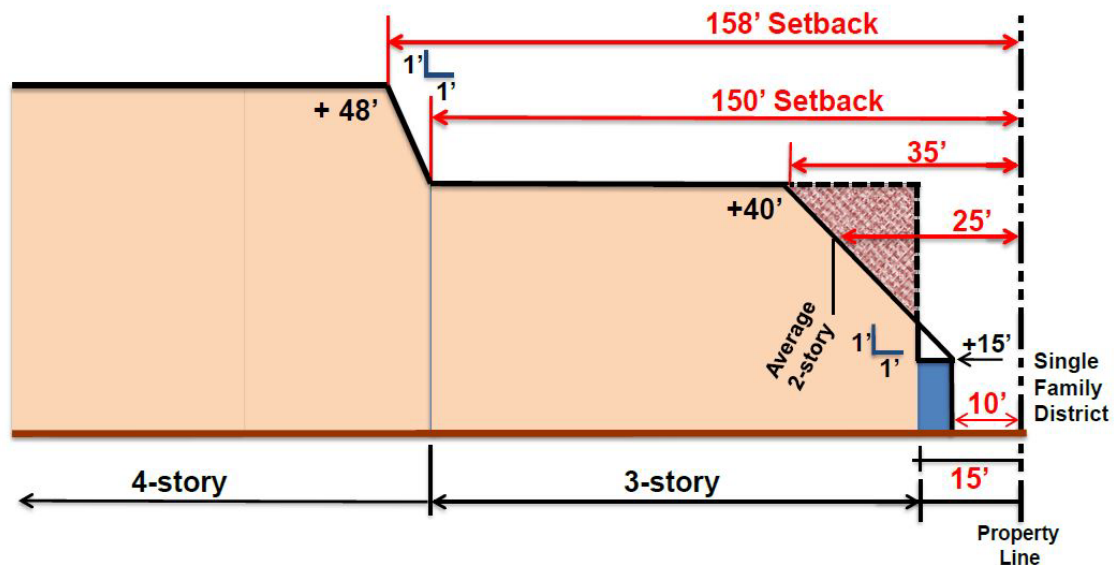 158’ Setback
1’
1’
150’ Setback
+ 48’
35’
+40’
25’
Average
2-story
1’
1’
+15’
Single
Family
District
10’
4-story
3-story
15’
Property
Line